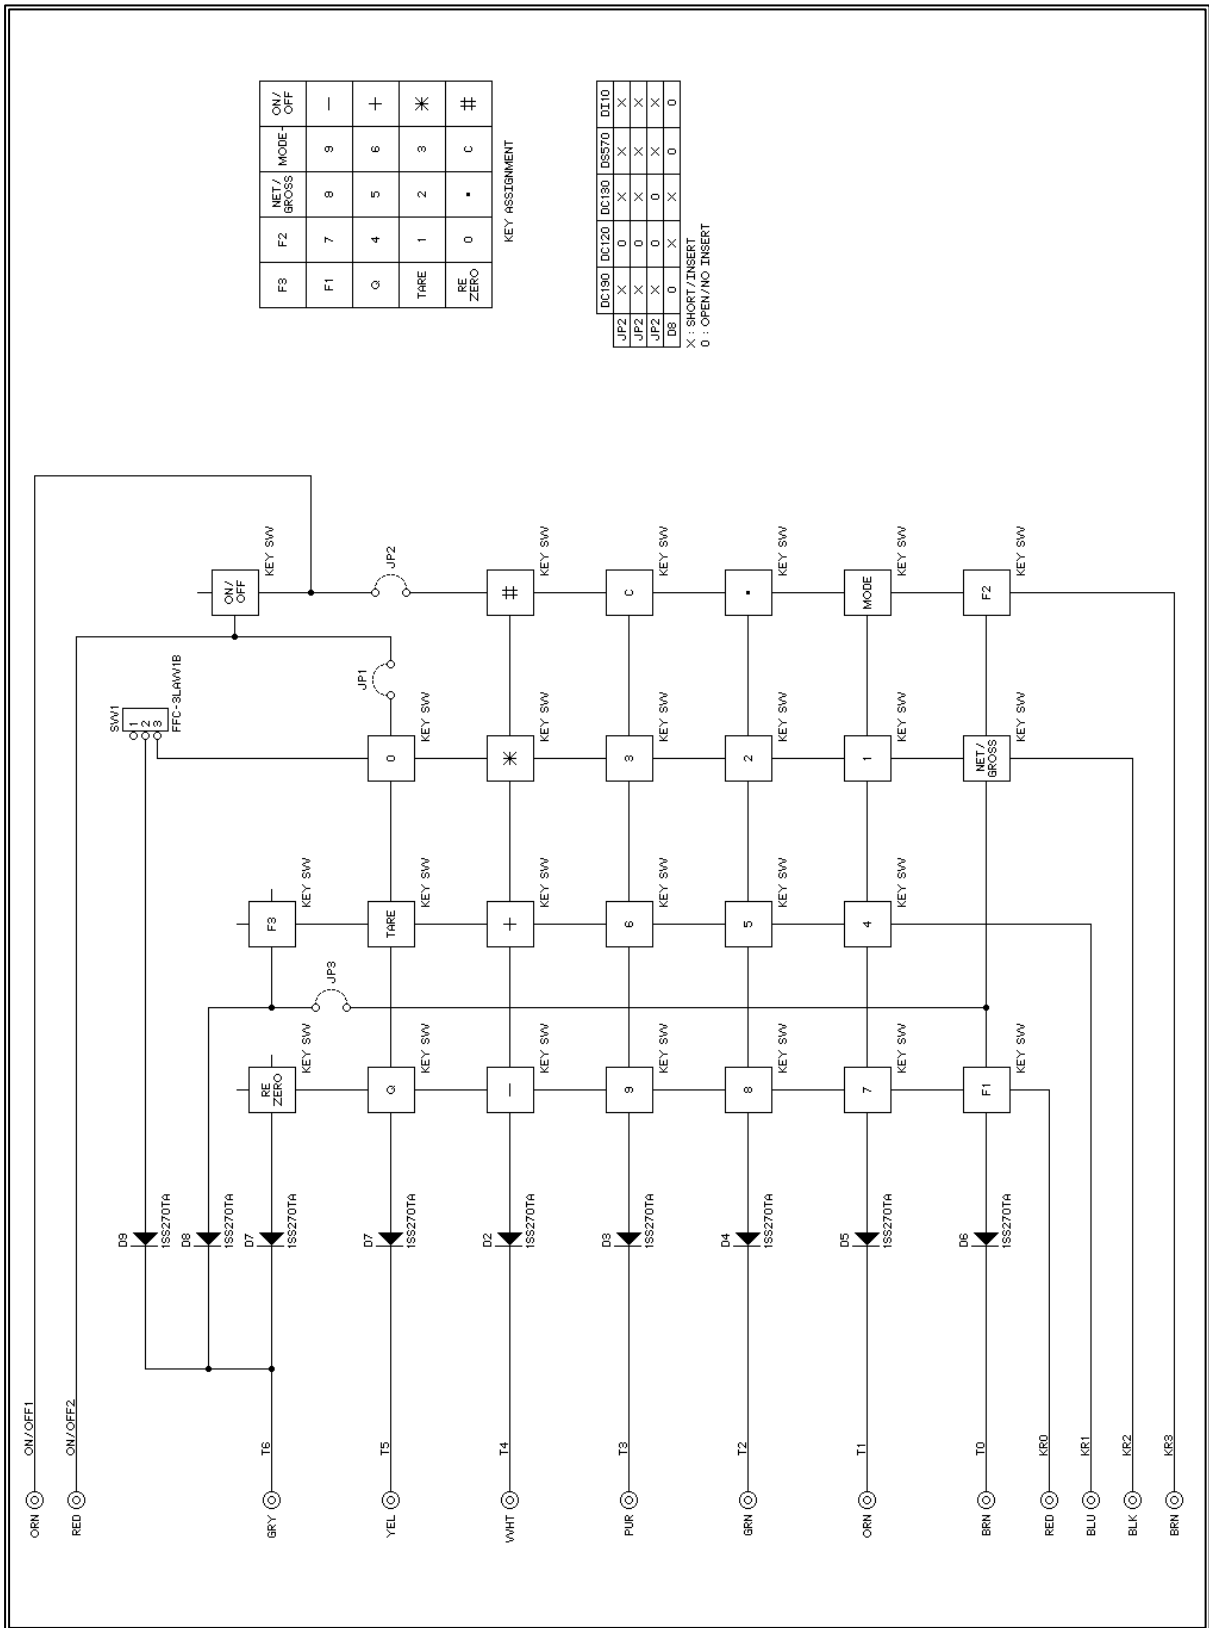 ORN ON/OFF1
RED ON/OFF2
SW1
1
2
3
FFC-3LAW1B
D9
1SS270TA
D8
1SS270TA
ON/
OFF
KEY SW
GRY T6
D7
1SS270TA
RE
ZERO
KEY SW
F3
KEY SW
JP3
JP1
JP2
YEL T5
D7
1SS270TA
Q
KEY SW
TARE
KEY SW
0
KEY SW
WHT T4
D2
1SS270TA
—
KEY SW
+
KEY SW
*
KEY SW
#
KEY SW
PUR T3
D3
1SS270TA
9
KEY SW
6
KEY SW
3
KEY SW
C
KEY SW
GRN T2
D4
1SS270TA
8
KEY SW
5
KEY SW
2
KEY SW
.
KEY SW
ORN T1
D5
1SS270TA
7
KEY SW
4
KEY SW
1
KEY SW
MODE
KEY SW
BRN T0
D6
1SS270TA
F1
KEY SW
NET/
GROSS
KEY SW
F2
KEY SW
RED KR0
BLU KR1
BLK KR2
BRN KR3
F3 F2 NET/GROSS MODE- ON/OFF
F1 7 8 9 —
Q 4 5 6 +
TARE 1 2 3 *
RE ZERO 0 . C #
KEY ASSIGNMENT
DC190 DC120 DC130 DS570 DI10
JP2 X O X X X
JP2 X O X X X
JP2 X O O X X
D8 O X X O O
X : SHORT/INSERT
O : OPEN/NO INSERT